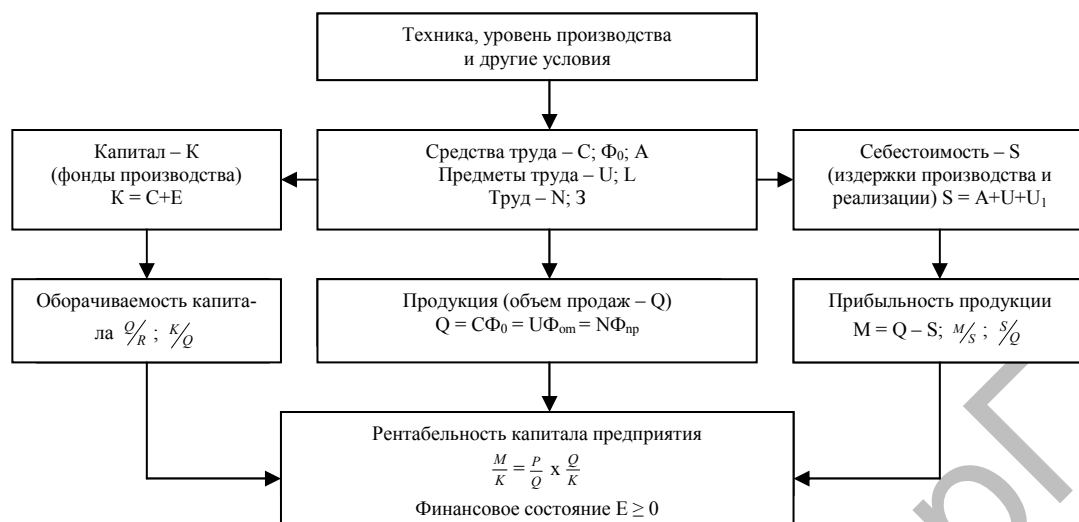 Техника, уровень производства
и другие условия
Капитал – К
(фонды производства)
К = С+Е
Средства труда – С; Ф₀; А
Предметы труда – U; L
Труд – N; З
Себестоимость – S
(издержки производства и
реализации) S = A+U+U₁
Оборачиваемость капита-
ла Q/R ; K/Q
Продукция (объем продаж – Q)
Q = CФ₀ = UФom = NФnp
Прибыльность продукции
M = Q – S; M/S ; S/Q
Рентабельность капитала предприятия
M/K = P/Q x Q/K
Финансовое состояние E ≥ 0
рГ